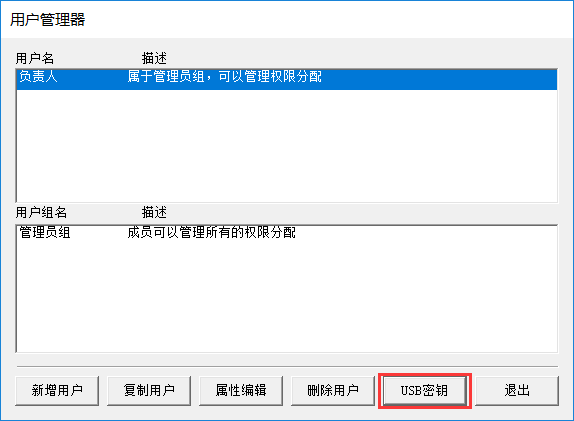 用户管理器
用户名 描述
负责人 属于管理员组，可以管理权限分配
用户组名 描述
管理员组 成员可以管理所有的权限分配
新增用户 复制用户 属性编辑 删除用户 USB密钥 退出